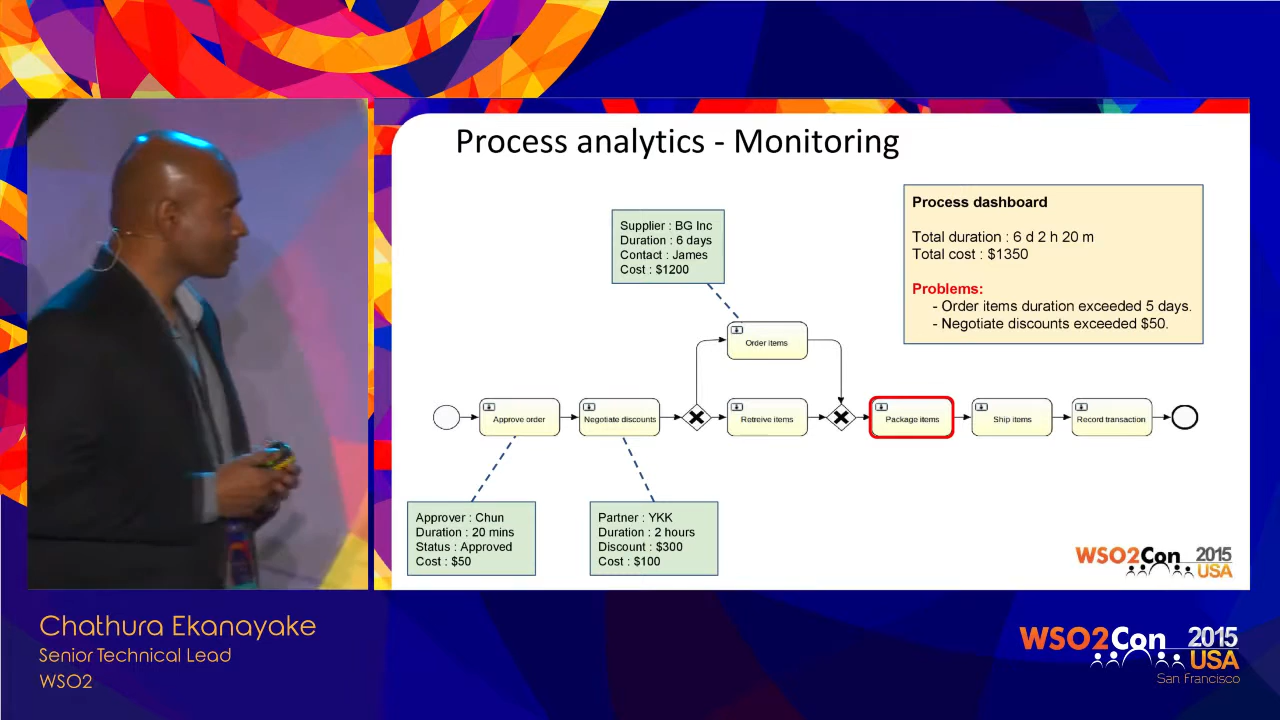 Process analytics - Monitoring
Process dashboard
Total duration : 6 d 2 h 20 m
Total cost : $1350
Problems:
- Order items duration exceeded 5 days.
- Negotiate discounts exceeded $50.
Supplier : BG Inc
Duration : 6 days
Contact : James
Cost : $1200
Order items
Approve order
Negotiate discounts
Retreive items
Package items
Ship items
Record transaction
Approver : Chun
Duration : 20 mins
Status : Approved
Cost : $50
Partner : YKK
Duration : 2 hours
Discount : $300
Cost : $100
WSO2Con 2015
USA
Chathura Ekanayake
Senior Technical Lead
WSO2
WSO2Con 2015
USA
San Francisco